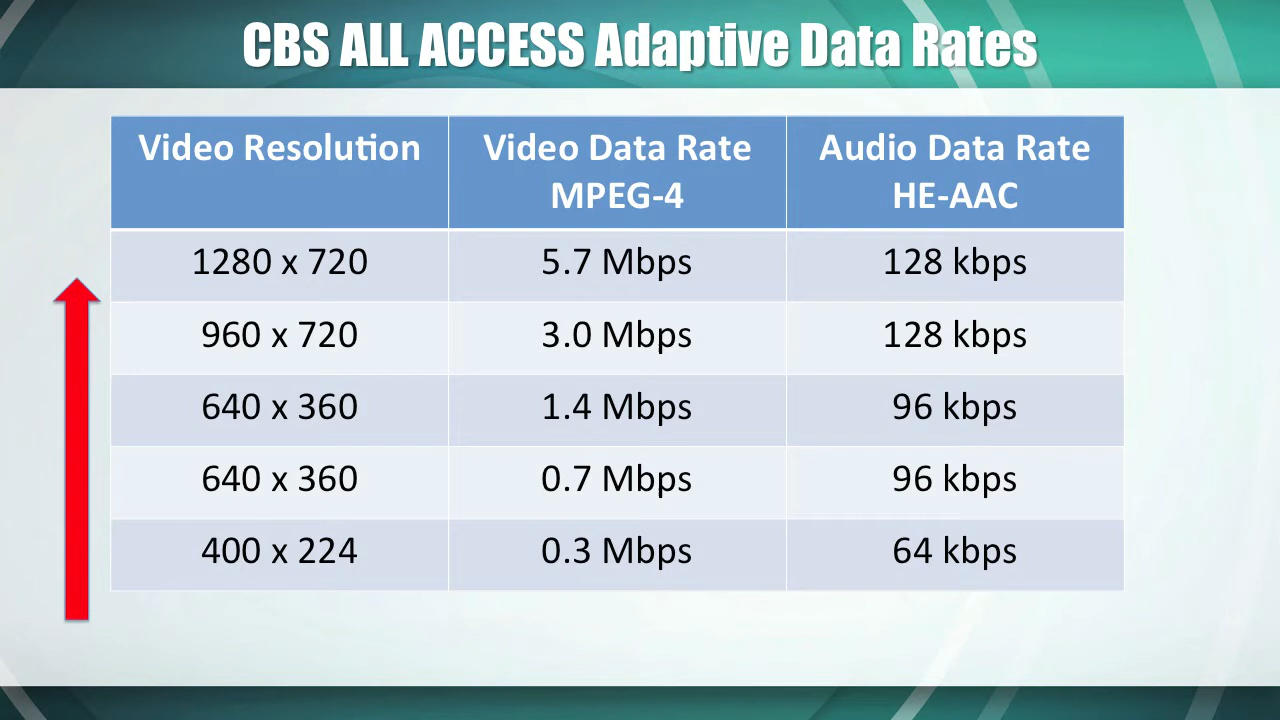 CBS ALL ACCESS Adaptive Data Rates
Video Resolution Video Data Rate Audio Data Rate
MPEG-4 HE-AAC
1280 x 720 5.7 Mbps 128 kbps
960 x 720 3.0 Mbps 128 kbps
640 x 360 1.4 Mbps 96 kbps
640 x 360 0.7 Mbps 96 kbps
400 x 224 0.3 Mbps 64 kbps